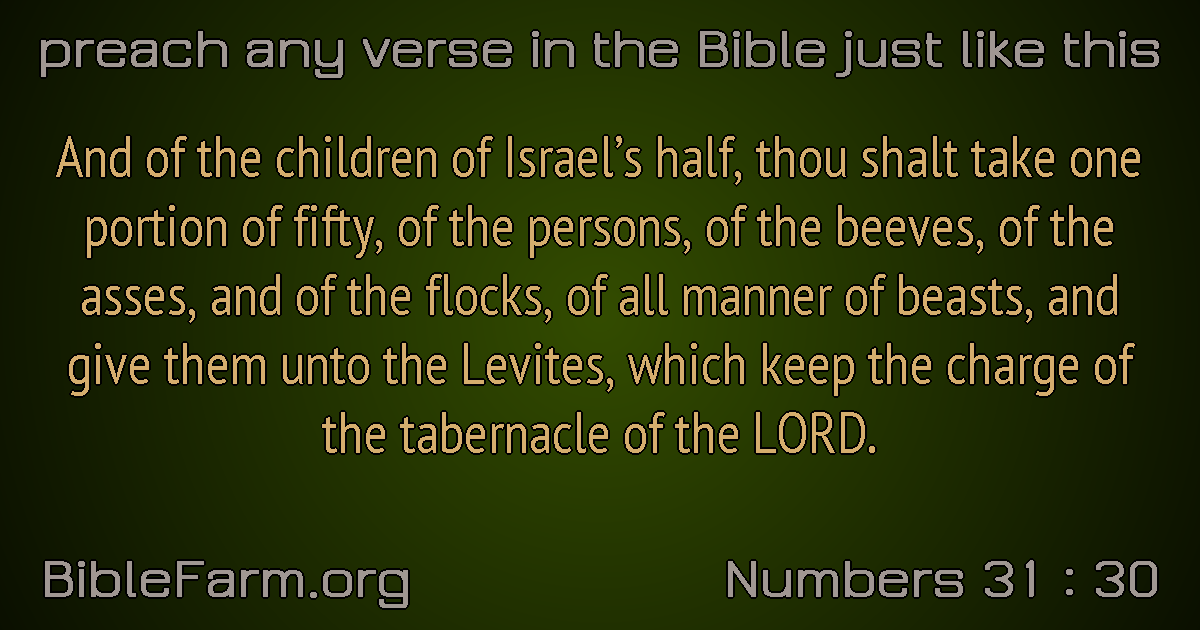 preach any verse in the Bible just like this
And of the children of Israel’s half, thou shalt take one
portion of fifty, of the persons, of the beeves, of the
asses, and of the flocks, of all manner of beasts, and
give them unto the Levites, which keep the charge of
the tabernacle of the LORD.
BibleFarm.org
Numbers 31 : 30